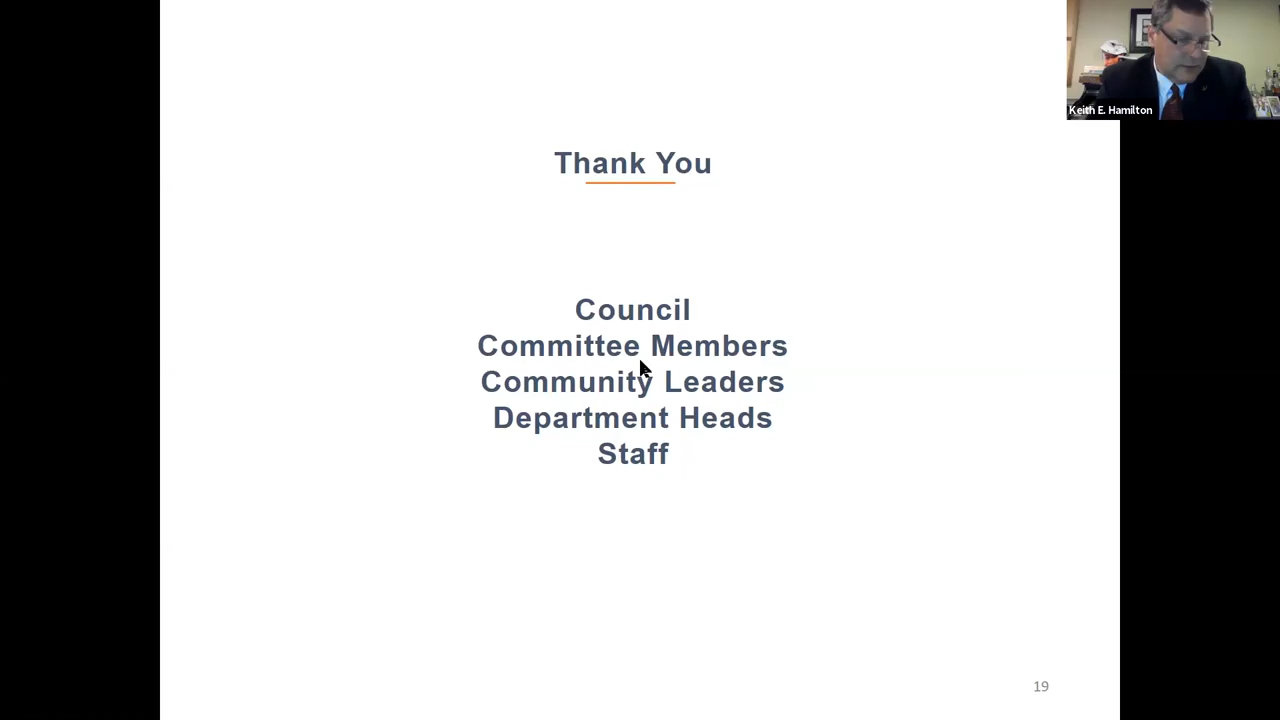 Keith E. Hamilton
Thank You
Council
Committee Members
Community Leaders
Department Heads
Staff
19